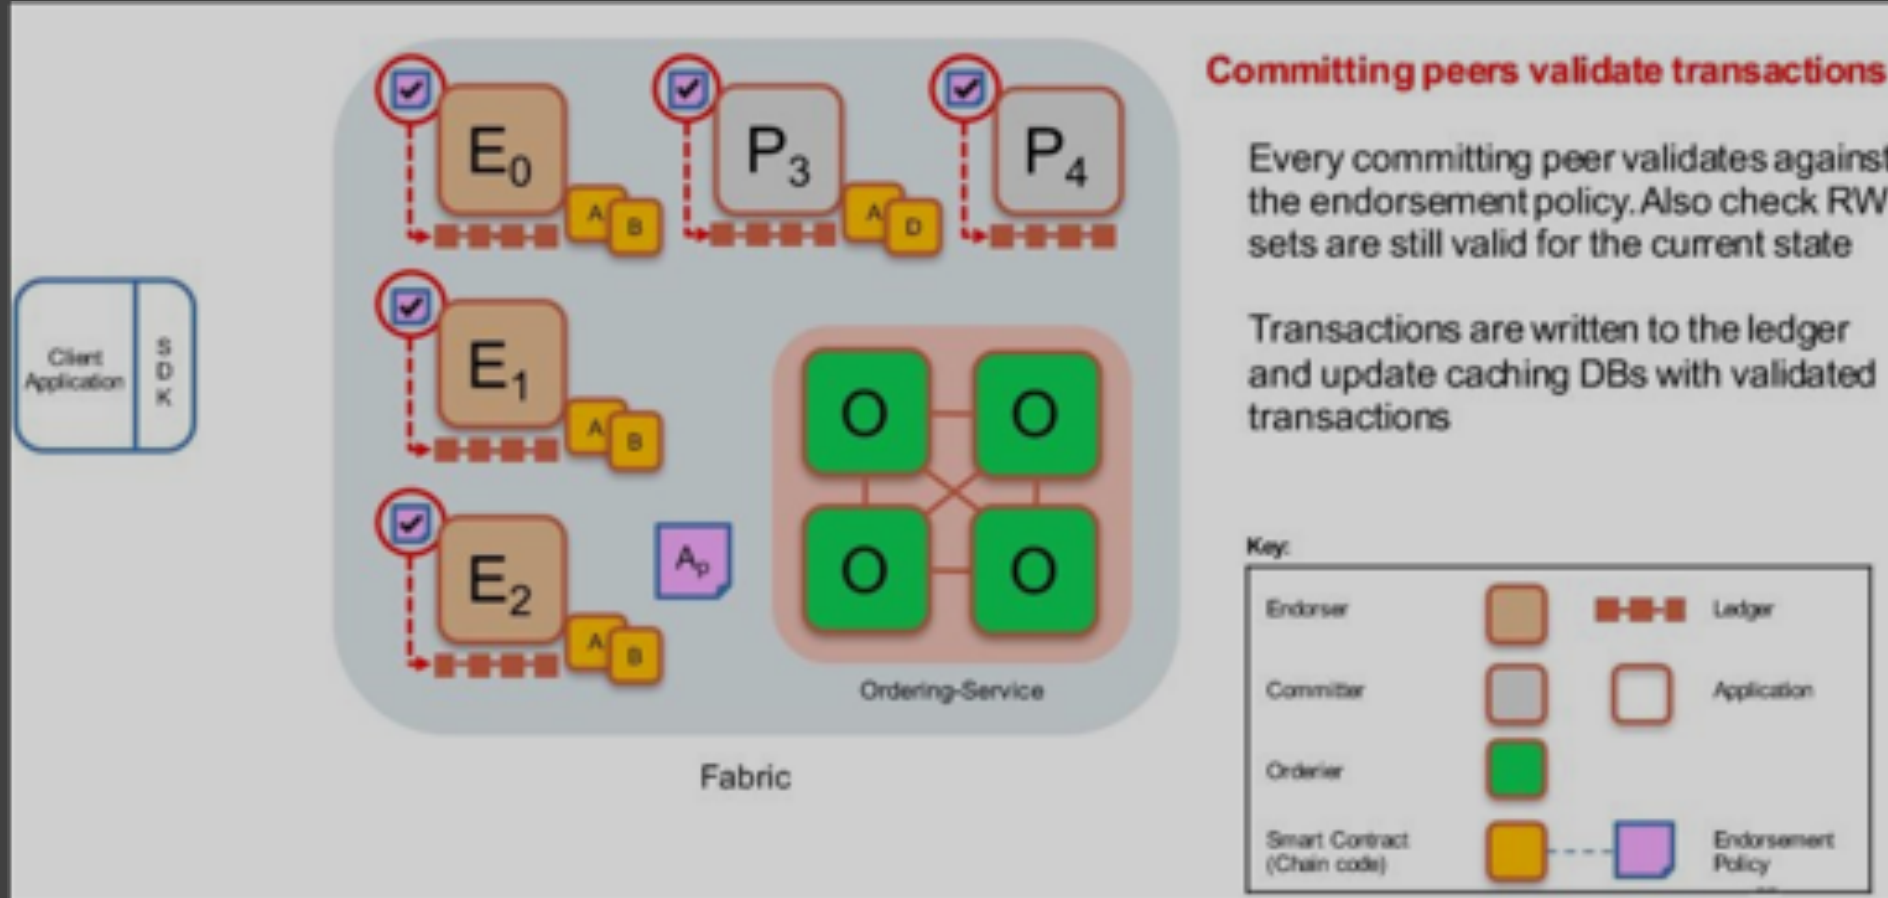 Committing peers validate transactions
Every committing peer validates against
the endorsement policy. Also check RW
sets are still valid for the current state
Transactions are written to the ledger
and update caching DBs with validated
transactions
Client
Application
SDK
E0
A
B
P3
A
D
P4
E1
A
B
E2
A
B
Ap
O
O
O
O
Ordering-Service
Fabric
Key:
Endorser
Ledger
Committer
Application
Orderier
Smart Contract
(Chain code)
Endorsement
Policy